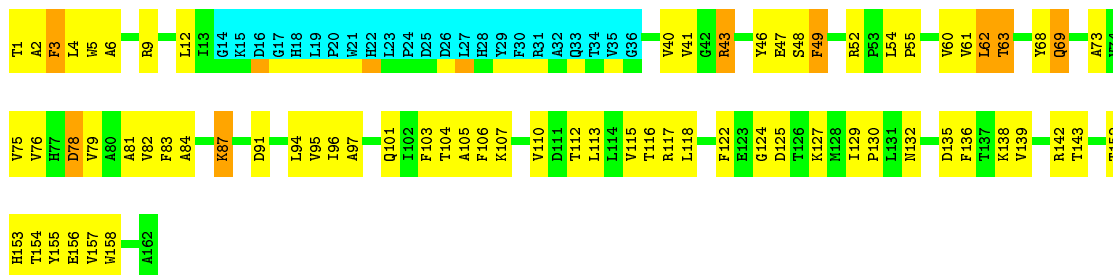 T1 A2 F3 L4 W5 A6 R9 L12 I13 G14 K15 D16 G17 H18 L19 P20 W21 H22 L23 P24 D25 D26 L27 H28 Y29 F30 R31 A32 Q33 T34 V35 G36 V40 Y41 G42 R43 Y46 E47 S48 F49 R52 P53 L54 P55 V60 V61 L62 T63 Y68 Q69 A73
V75 V76 H77 D78 V79 A80 A81 V82 F83 A84 K87 D91 L94 V95 I96 A97 Q101 I102 F103 T104 A105 F106 K107 V110 D111 T112 L113 L114 V115 T116 R117 L118 F122 E123 G124 D125 T126 K127 M128 I129 P130 L131 N132 D135 F136 T137 K138 V139 R142 T143
H153 T154 Y155 E156 V157 W158 A162